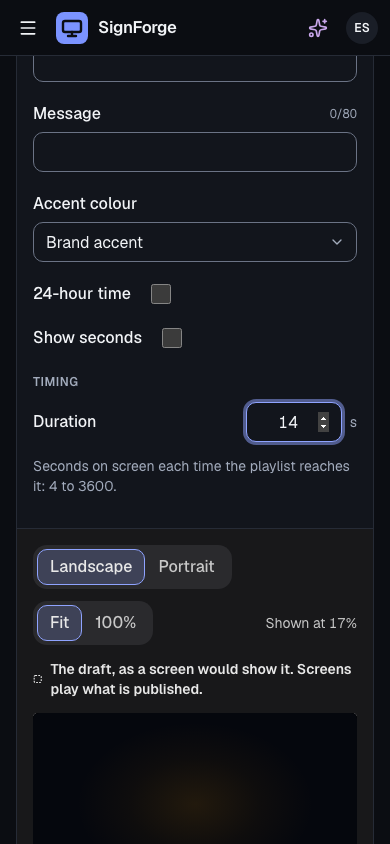 SignForge
ES
Message
0/80
Accent colour
Brand accent
24-hour time
Show seconds
TIMING
Duration
14
s
Seconds on screen each time the playlist reaches
it: 4 to 3600.
Landscape
Portrait
Fit
100%
Shown at 17%
The draft, as a screen would show it. Screens
play what is published.